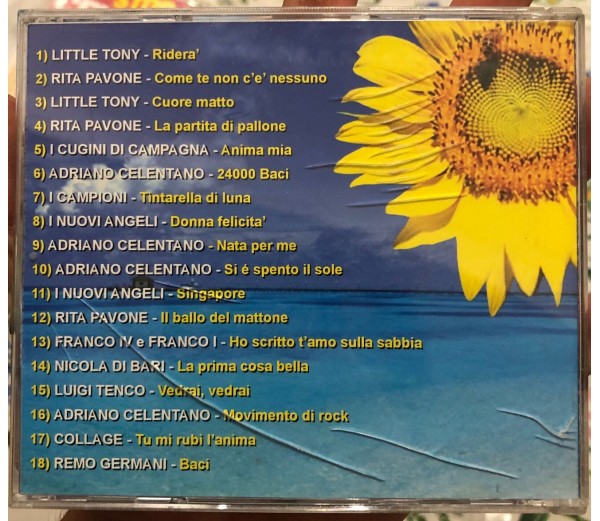 1) LITTLE TONY - Ridera'
2) RITA PAVONE - Come te non c'e' nessuno
3) LITTLE TONY - Cuore matto
4) RITA PAVONE - La partita di pallone
5) I CUGINI DI CAMPAGNA - Anima mia
6) ADRIANO CELENTANO - 24000 Baci
7) I CAMPIONI - Tintarella di luna
8) I NUOVI ANGELI - Donna felicita'
9) ADRIANO CELENTANO - Nata per me
10) ADRIANO CELENTANO - Si é spento il sole
11) I NUOVI ANGELI - Singapore
12) RITA PAVONE - Il ballo del mattone
13) FRANCO IV e FRANCO I - Ho scritto t'amo sulla sabbia
14) NICOLA DI BARI - La prima cosa bella
15) LUIGI TENCO - Vedrai, vedrai
16) ADRIANO CELENTANO - Movimento di rock
17) COLLAGE - Tu mi rubi l'anima
18) REMO GERMANI - Baci